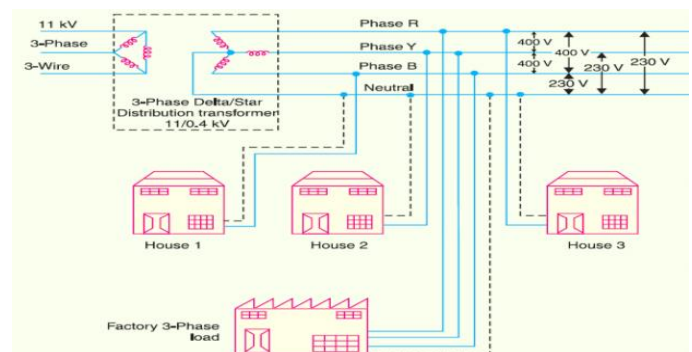 11 kV
3-Phase
3-Wire
3-Phase Delta/Star
Distribution transformer
11/0.4 kV
Phase R
Phase Y
Phase B
Neutral
400 V
400 V
400 V
230 V
230 V
230 V
House 1
House 2
House 3
Factory 3-Phase
load